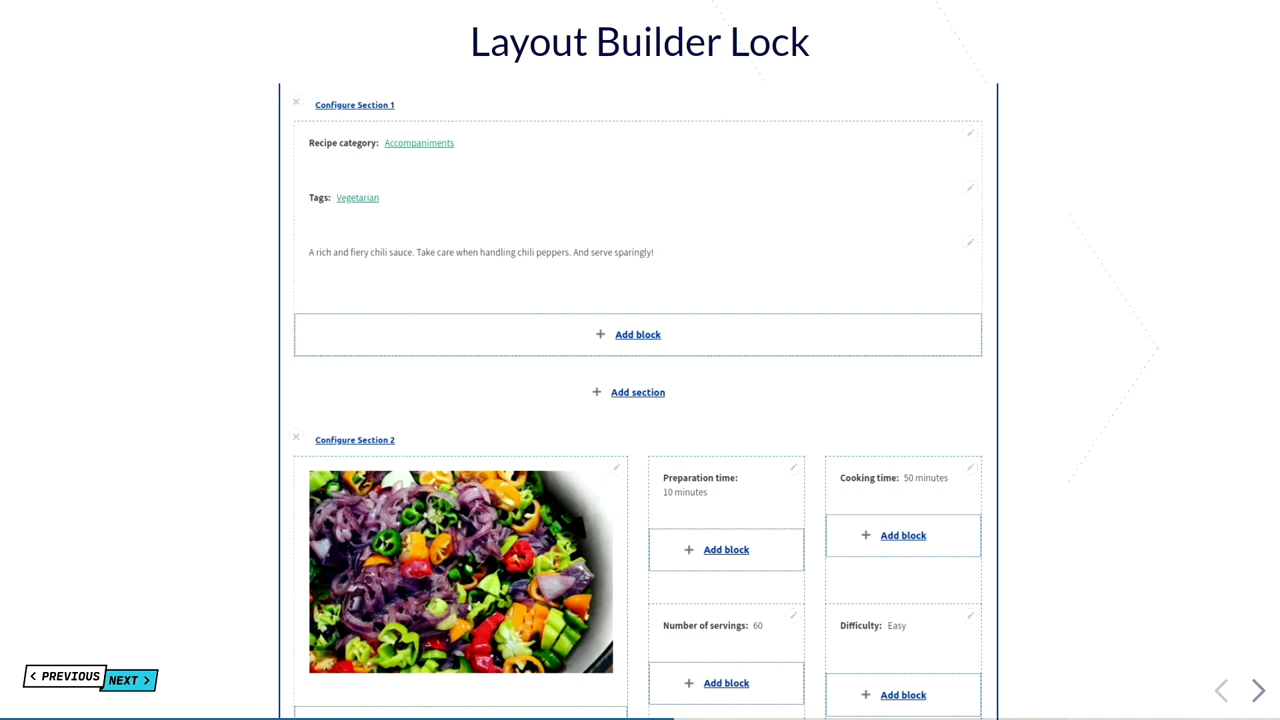 Layout Builder Lock
Configure Section 1
Recipe category: Accompaniments
Tags: Vegetarian
A rich and fiery chili sauce. Take care when handling chili peppers. And serve sparingly!
+ Add block
+ Add section
Configure Section 2
Preparation time:
10 minutes
+ Add block
Cooking time: 50 minutes
+ Add block
Number of servings: 60
+ Add block
Difficulty: Easy
+ Add block
< PREVIOUS
NEXT >